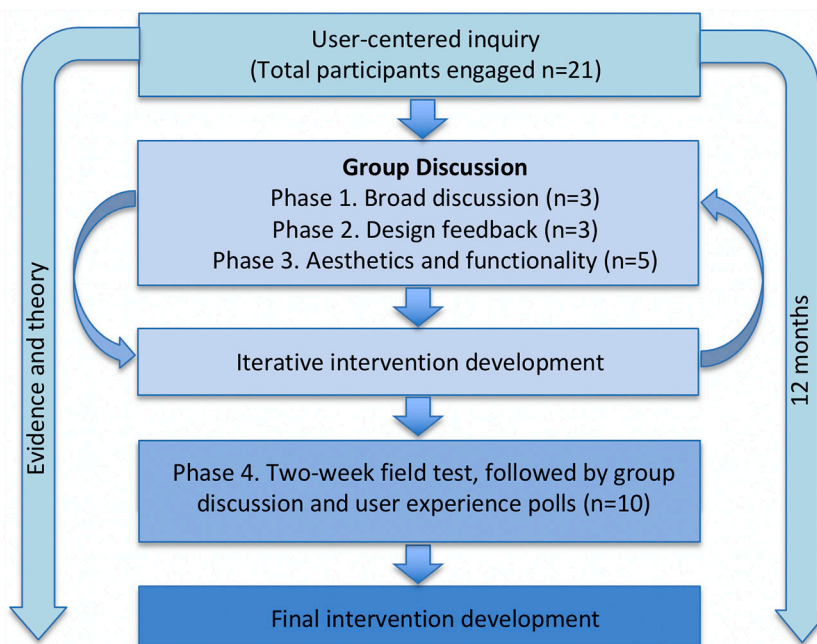 User-centered inquiry
(Total participants engaged n=21)
Group Discussion
Phase 1. Broad discussion (n=3)
Phase 2. Design feedback (n=3)
Phase 3. Aesthetics and functionality (n=5)
Evidence and theory
12 months
Iterative intervention development
Phase 4. Two-week field test, followed by group
discussion and user experience polls (n=10)
Final intervention development